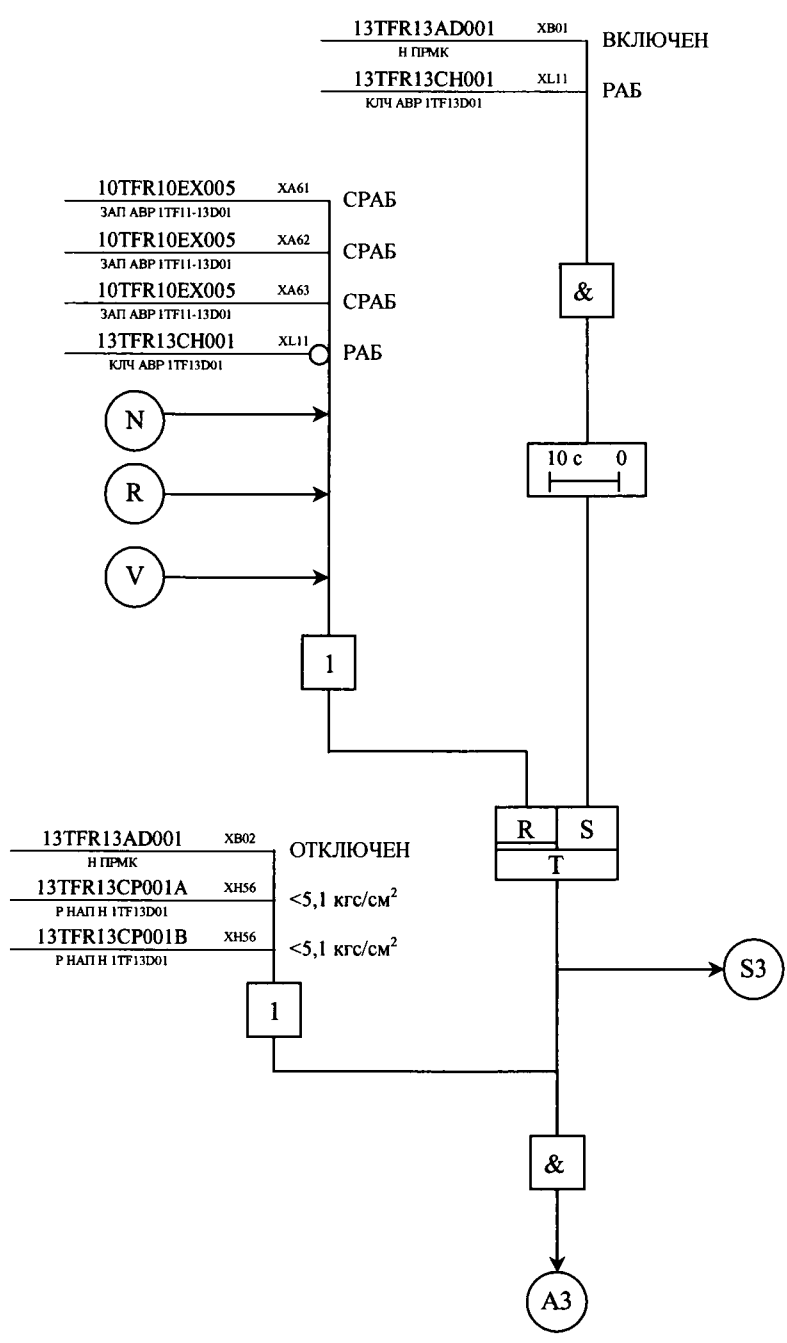 13TFR13AD001 XB01 ВКЛЮЧЕН
Н ПРМК
13TFR13CH001 XL11 РАБ
КЛЧ АВР 1TF13D01
10TFR10EX005 XA61 СРАБ
ЗАП АВР 1TF11-13D01
10TFR10EX005 XA62 СРАБ
ЗАП АВР 1TF11-13D01
10TFR10EX005 XA63 СРАБ
ЗАП АВР 1TF11-13D01
13TFR13CH001 XL11 РАБ
КЛЧ АВР 1TF13D01
&
N
10 с 0
R
V
1
R S
T
13TFR13AD001 XB02 ОТКЛЮЧЕН
Н ПРМК
13TFR13CP001A XH56 <5,1 кгс/см²
Р НАП Н 1TF13D01
13TFR13CP001B XH56 <5,1 кгс/см²
Р НАП Н 1TF13D01
S3
1
&
A3